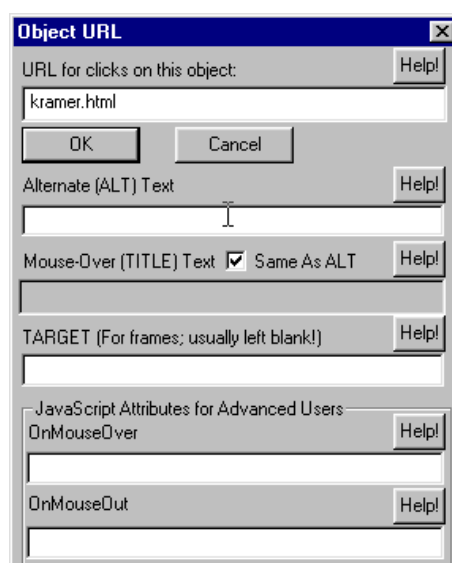 Object URL
URL for clicks on this object: Help!
kramer.html
OK Cancel
Alternate (ALT) Text Help!
Mouse-Over (TITLE) Text Same As ALT Help!
TARGET (For frames; usually left blank!) Help!
JavaScript Attributes for Advanced Users
OnMouseOver Help!
OnMouseOut Help!